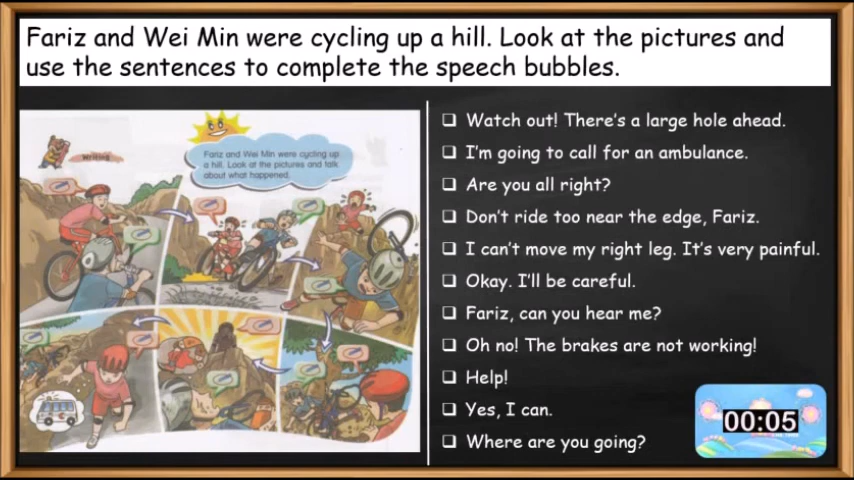 Fariz and Wei Min were cycling up a hill. Look at the pictures and
use the sentences to complete the speech bubbles.
Writing
Fariz and Wei Min were cycling up
a hill. Look at the pictures and talk
about what happened.
Watch out! There's a large hole ahead.
I'm going to call for an ambulance.
Are you all right?
Don't ride too near the edge, Fariz.
I can't move my right leg. It's very painful.
Okay. I'll be careful.
Fariz, can you hear me?
Oh no! The brakes are not working!
Help!
Yes, I can.
Where are you going?
00:05